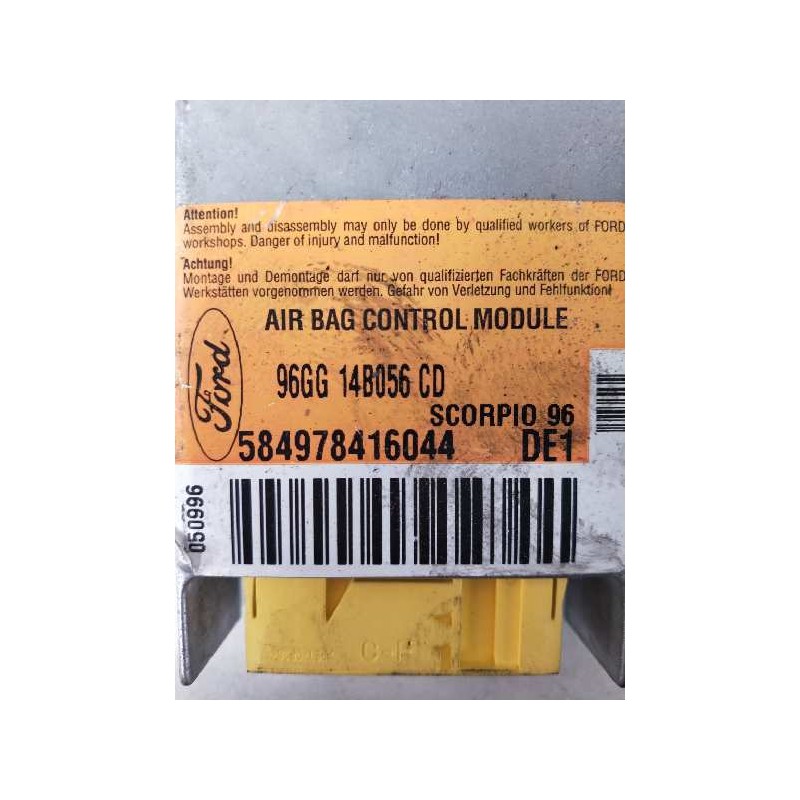 Attention!
Assembly and disassembly may only be done by qualified workers of FORD
workshops. Danger of injury and malfunction!
Achtung!
Montage und Demontage darf nur von qualifizierten Fachkräften der FORD
Werkstätten vorgenommen werden. Gefahr von Verletzung und Fehlfunktion!
AIR BAG CONTROL MODULE
Ford
96GG 14B056 CD
SCORPIO 96
584978416044 DE1
050996